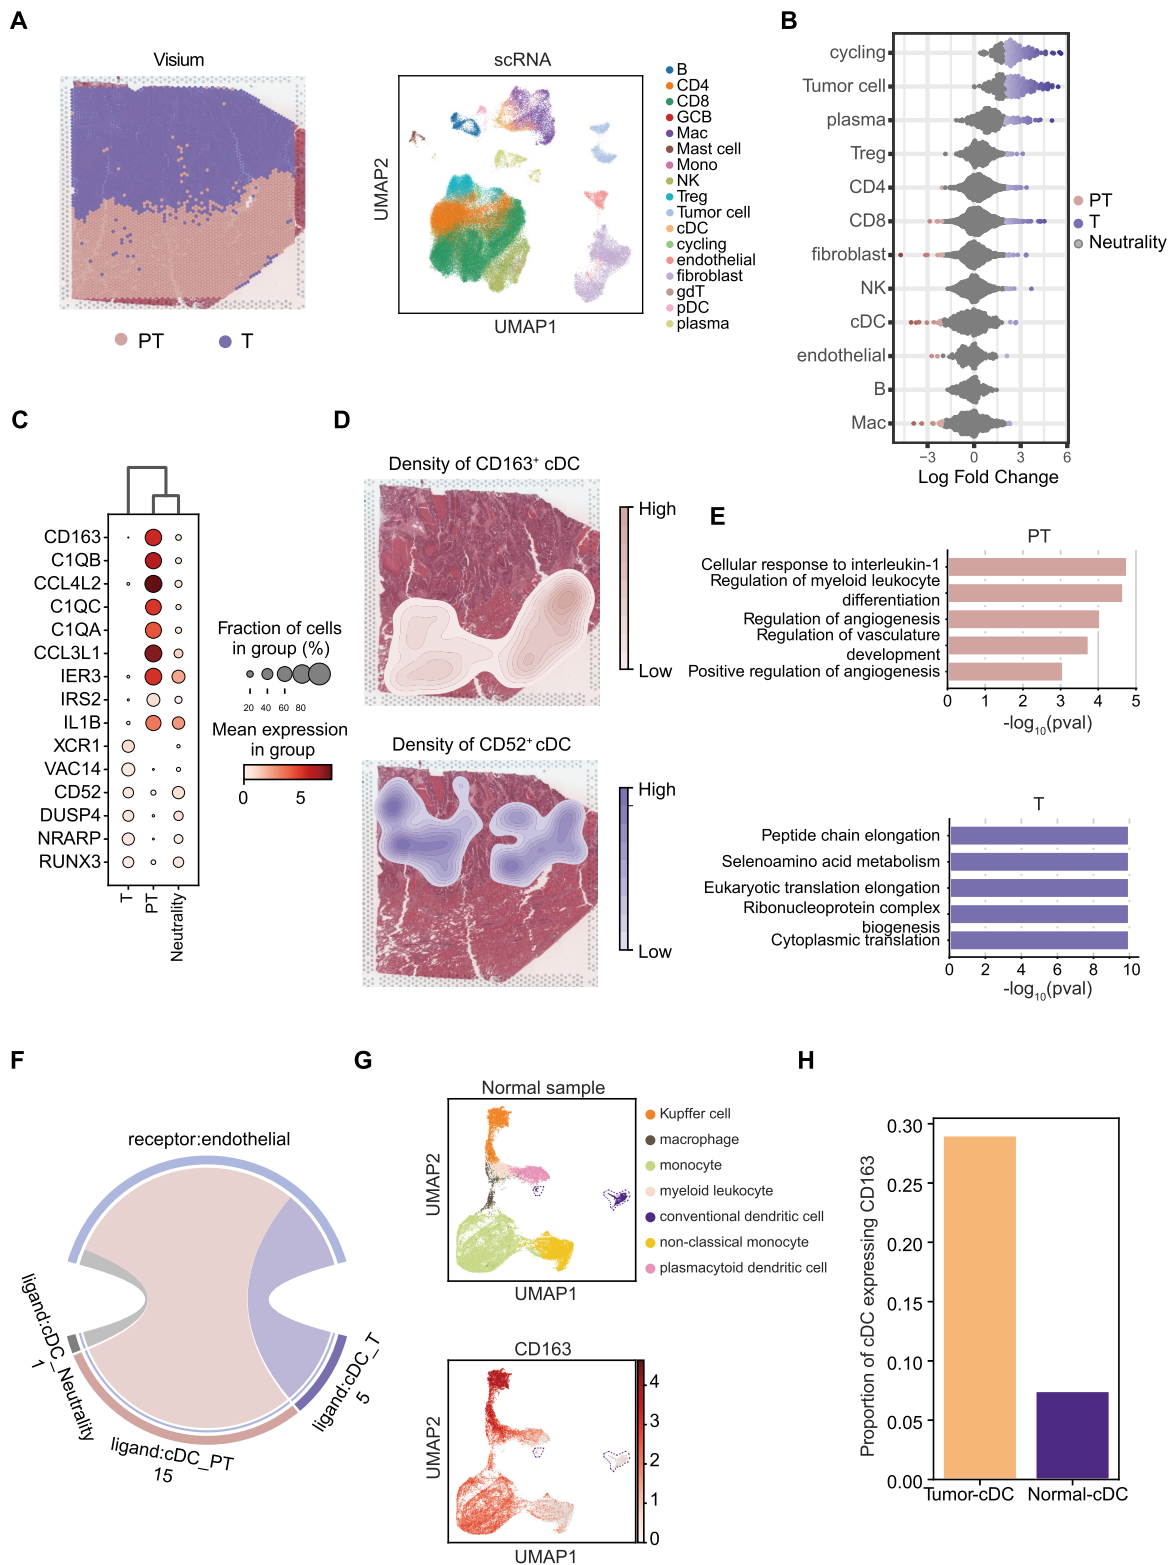 A
Visium
PT
T
scRNA
UMAP2
UMAP1
B
CD4
CD8
GCB
Mac
Mast cell
Mono
NK
Treg
Tumor cell
cDC
cycling
endothelial
fibroblast
gdT
pDC
plasma
B
cycling
Tumor cell
plasma
Treg
CD4
CD8
fibroblast
NK
cDC
endothelial
B
Mac
−3
0
3
6
Log Fold Change
PT
T
Neutrality
C
CD163
C1QB
CCL4L2
C1QC
C1QA
CCL3L1
IER3
IRS2
IL1B
XCR1
VAC14
CD52
DUSP4
NRARP
RUNX3
T
PT
Neutrality
Fraction of cells
in group (%)
20 40 60 80
Mean expression
in group
0 5
D
Density of CD163+ cDC
High
Low
Density of CD52+ cDC
High
Low
E
PT
Cellular response to interleukin-1
Regulation of myeloid leukocyte
differentiation
Regulation of angiogenesis
Regulation of vasculature
development
Positive regulation of angiogenesis
0 1 2 3 4 5
-log10(pval)
T
Peptide chain elongation
Selenoamino acid metabolism
Eukaryotic translation elongation
Ribonucleoprotein complex
biogenesis
Cytoplasmic translation
0 2 4 6 8 10
-log10(pval)
F
receptor:endothelial
ligand:cDC_Neutrality
1
ligand:cDC_PT
15
ligand:cDC_T
5
G
Normal sample
UMAP2
UMAP1
Kupffer cell
macrophage
monocyte
myeloid leukocyte
conventional dendritic cell
non-classical monocyte
plasmacytoid dendritic cell
CD163
UMAP2
UMAP1
4
3
2
1
0
H
Proportion of cDC expressing CD163
0.30
0.25
0.20
0.15
0.10
0.05
0.00
Tumor-cDC
Normal-cDC